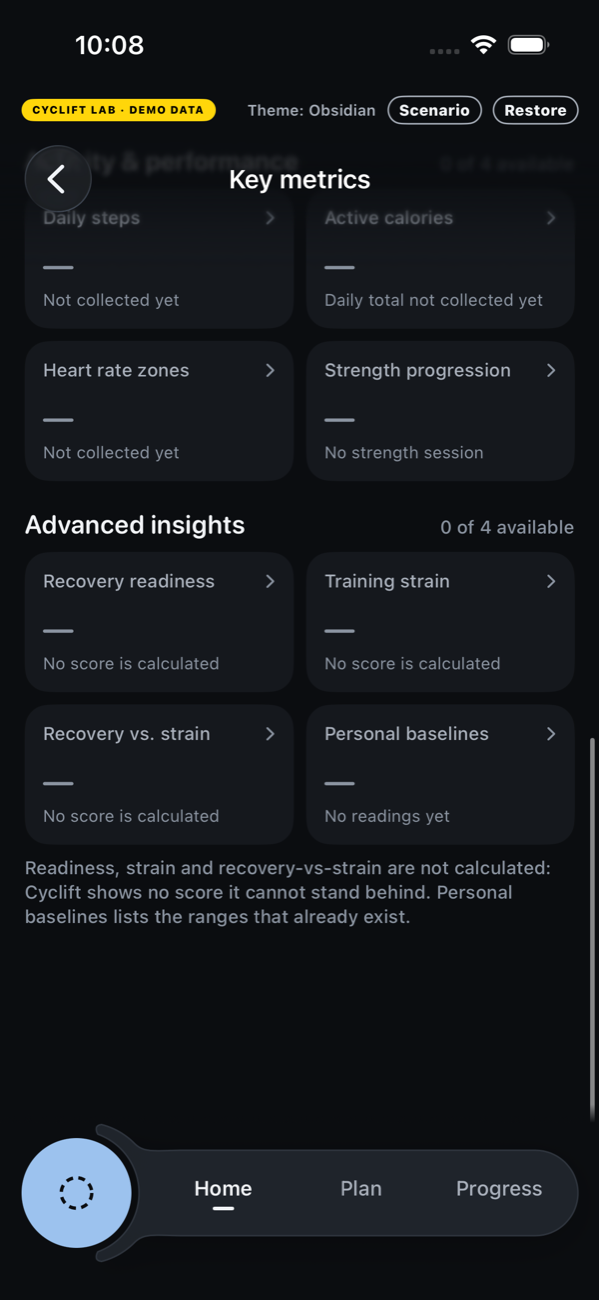 10:08
CYCLIFT LAB · DEMO DATA
Theme: Obsidian
Scenario
Restore
Key metrics
Daily steps
Active calories
—
—
Not collected yet
Daily total not collected yet
Heart rate zones
Strength progression
—
—
Not collected yet
No strength session
Advanced insights
0 of 4 available
Recovery readiness
Training strain
—
—
No score is calculated
No score is calculated
Recovery vs. strain
Personal baselines
—
—
No score is calculated
No readings yet
Readiness, strain and recovery-vs-strain are not calculated:
Cyclift shows no score it cannot stand behind. Personal
baselines lists the ranges that already exist.
Home
Plan
Progress